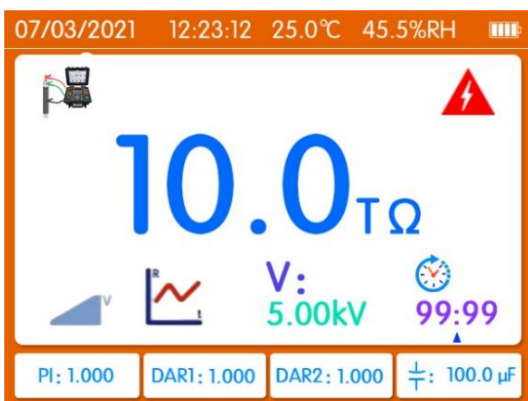 07/03/2021 12:23:12 25.0℃ 45.5%RH
10.0TΩ
V
R
t
V:
5.00kV
99:99
PI: 1.000 DAR1: 1.000 DAR2: 1.000 : 100.0 µF